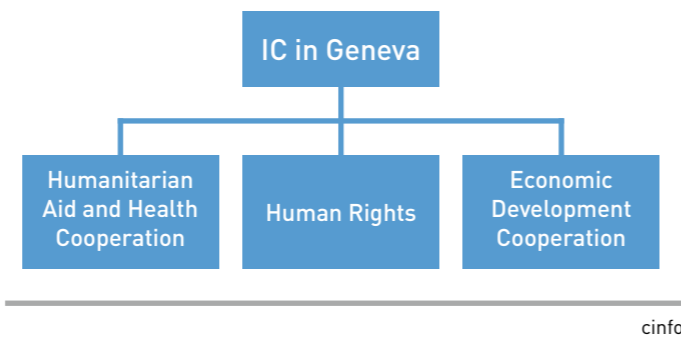 IC in Geneva
Humanitarian
Aid and Health
Cooperation
Human Rights
Economic
Development
Cooperation
cinfo